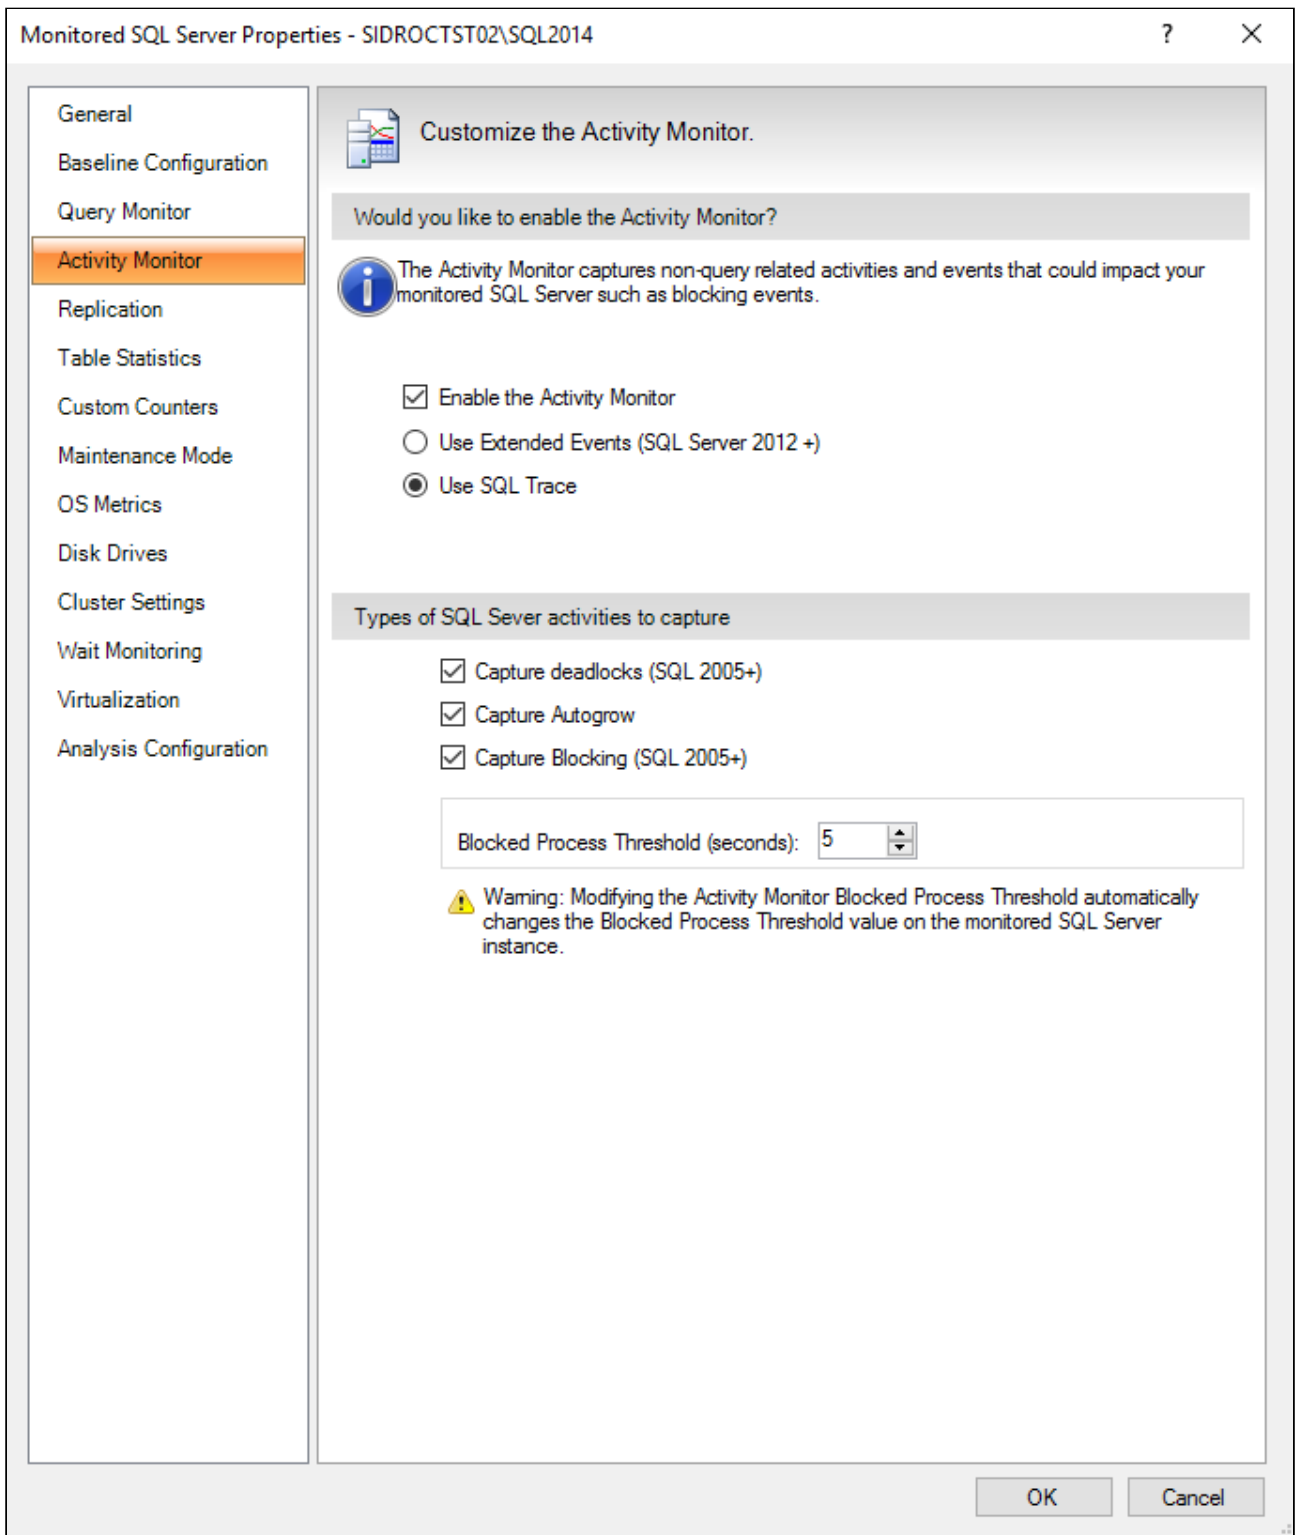 Monitored SQL Server Properties - SIDROCTST02\SQL2014
?
General
Baseline Configuration
Query Monitor
Activity Monitor
Replication
Table Statistics
Custom Counters
Maintenance Mode
OS Metrics
Disk Drives
Cluster Settings
Wait Monitoring
Virtualization
Analysis Configuration
Customize the Activity Monitor.
Would you like to enable the Activity Monitor?
The Activity Monitor captures non-query related activities and events that could impact your
monitored SQL Server such as blocking events.
Enable the Activity Monitor
Use Extended Events (SQL Server 2012 +)
Use SQL Trace
Types of SQL Sever activities to capture
Capture deadlocks (SQL 2005+)
Capture Autogrow
Capture Blocking (SQL 2005+)
Blocked Process Threshold (seconds): 5
Warning: Modifying the Activity Monitor Blocked Process Threshold automatically
changes the Blocked Process Threshold value on the monitored SQL Server
instance.
OK
Cancel